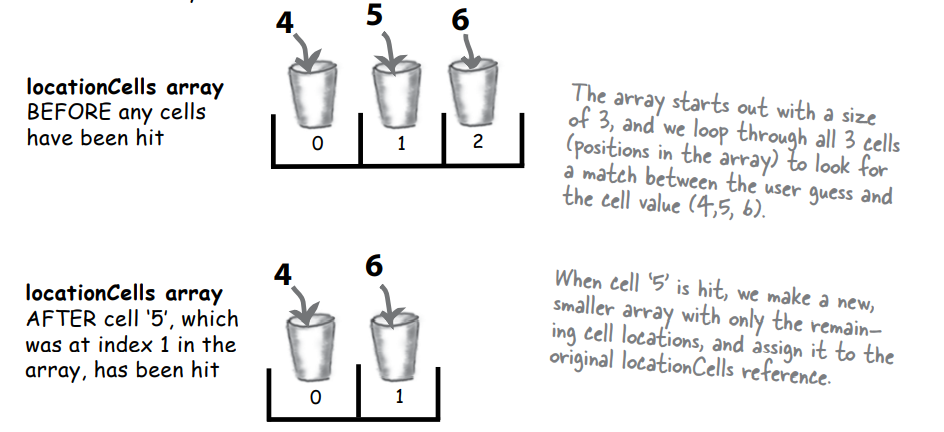 4 5 6
locationCells array
BEFORE any cells
have been hit
0 1 2
The array starts out with a size
of 3, and we loop through all 3 cells
(positions in the array) to look for
a match between the user guess and
the cell value (4,5, 6).
4 6
locationCells array
AFTER cell ‘5’, which
was at index 1 in the
array, has been hit
0 1
When cell ‘5’ is hit, we make a new,
smaller array with only the remain-
ing cell locations, and assign it to the
original locationCells reference.